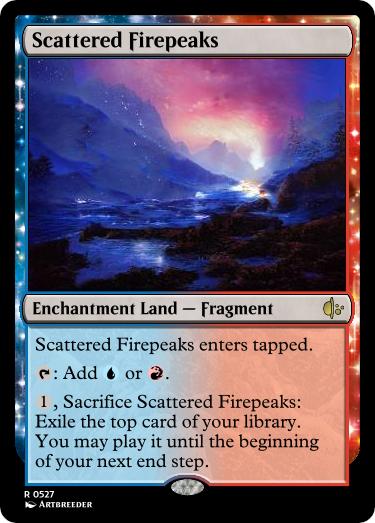 Scattered Firepeaks
Enchantment Land — Fragment
Scattered Firepeaks enters tapped.
: Add or .
1, Sacrifice Scattered Firepeaks:
Exile the top card of your library.
You may play it until the beginning
of your next end step.
R 0527
Artbreeder